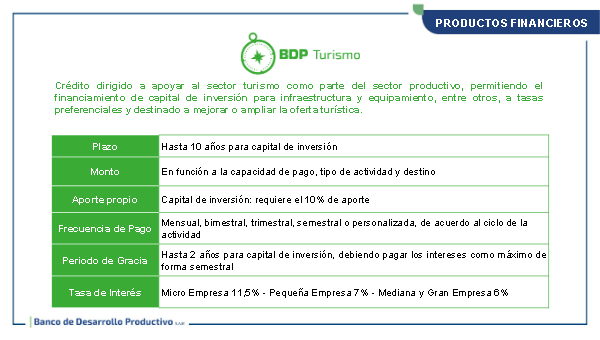 PRODUCTOS FINANCIEROS
BDP Turismo
Crédito dirigido a apoyar al sector turismo como parte del sector productivo, permitiendo el
financiamiento de capital de inversión para infraestructura y equipamiento, entre otros, a tasas
preferenciales y destinado a mejorar o ampliar la oferta turística.
Plazo Hasta 10 años para capital de inversión
Monto En función a la capacidad de pago, tipo de actividad y destino
Aporte propio Capital de inversión: requiere el 10% de aporte
Frecuencia de Pago Mensual, bimestral, trimestral, semestral o personalizada, de acuerdo al ciclo de la
actividad
Periodo de Gracia Hasta 2 años para capital de inversión, debiendo pagar los intereses como máximo de
forma semestral
Tasa de Interés Micro Empresa 11,5% - Pequeña Empresa 7% - Mediana y Gran Empresa 6%
Banco de Desarrollo Productivo S.A.M.